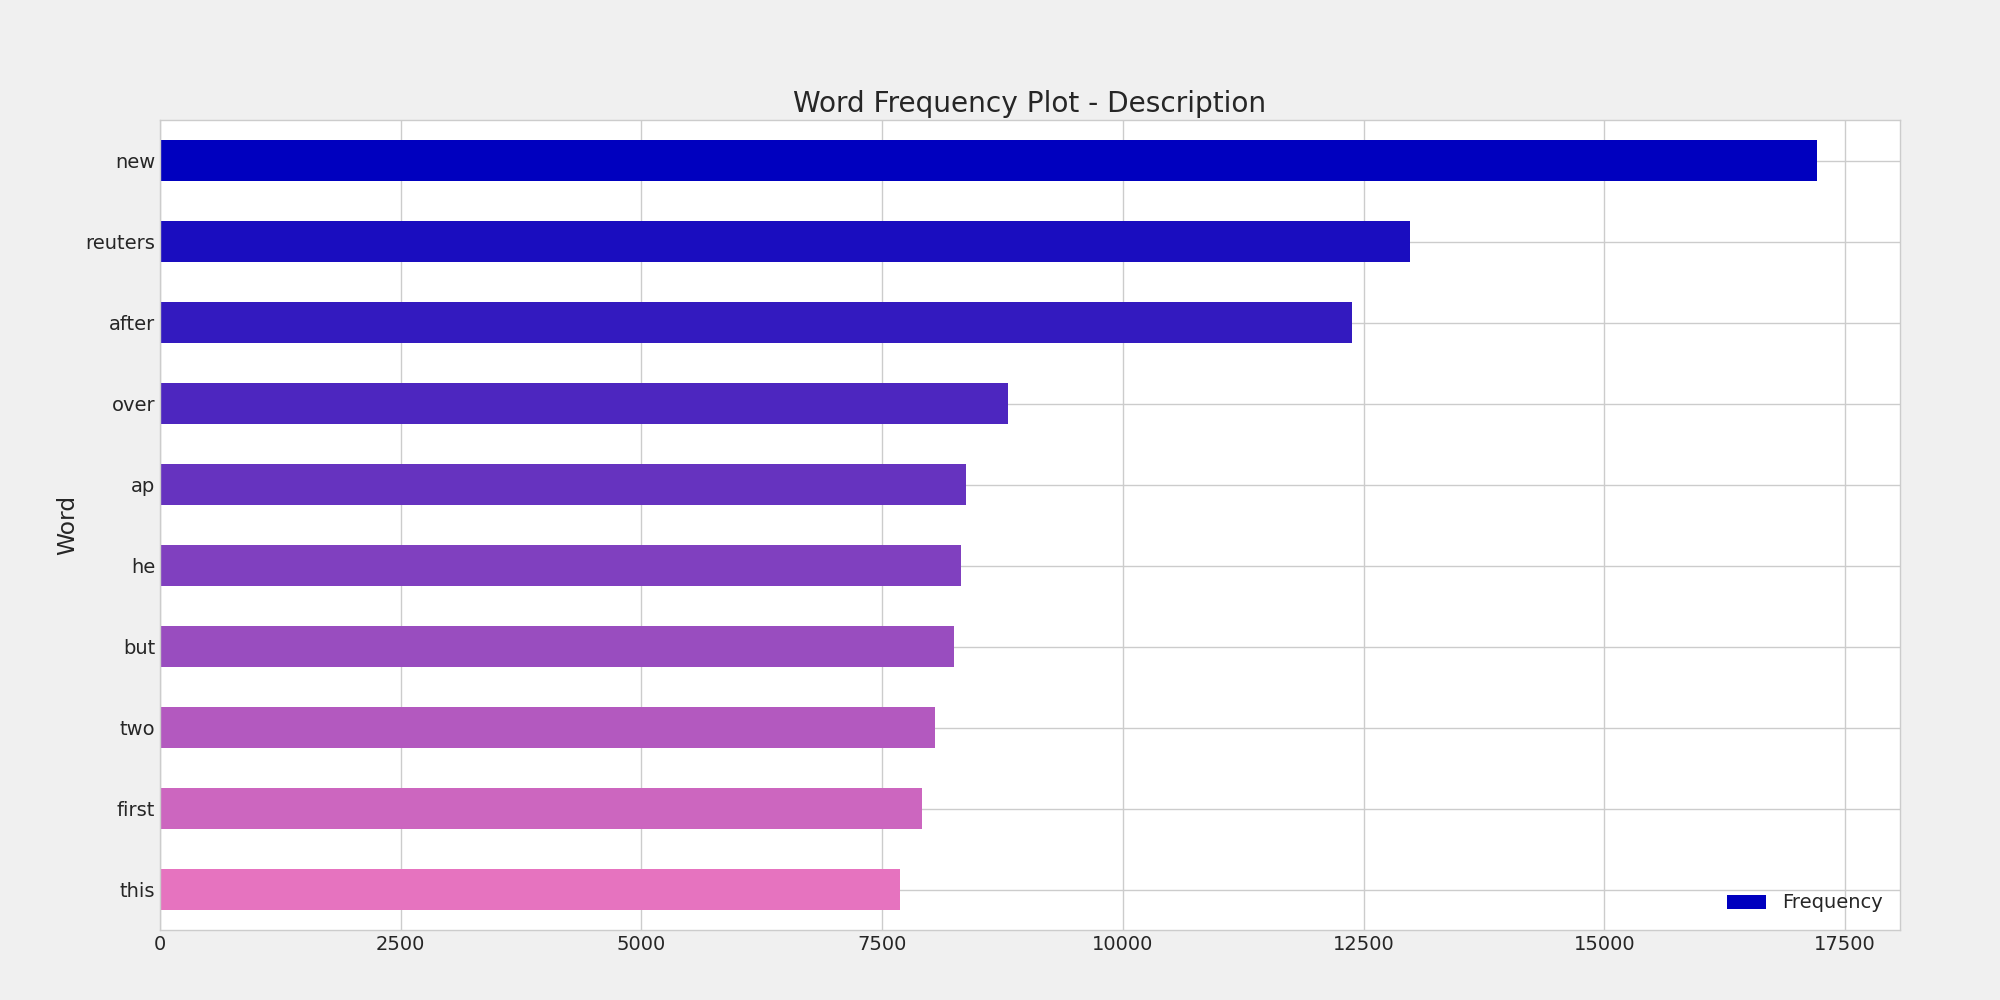 Word Frequency Plot - Description
Word
new
reuters
after
over
ap
he
but
two
first
this
Frequency
0 2500 5000 7500 10000 12500 15000 17500